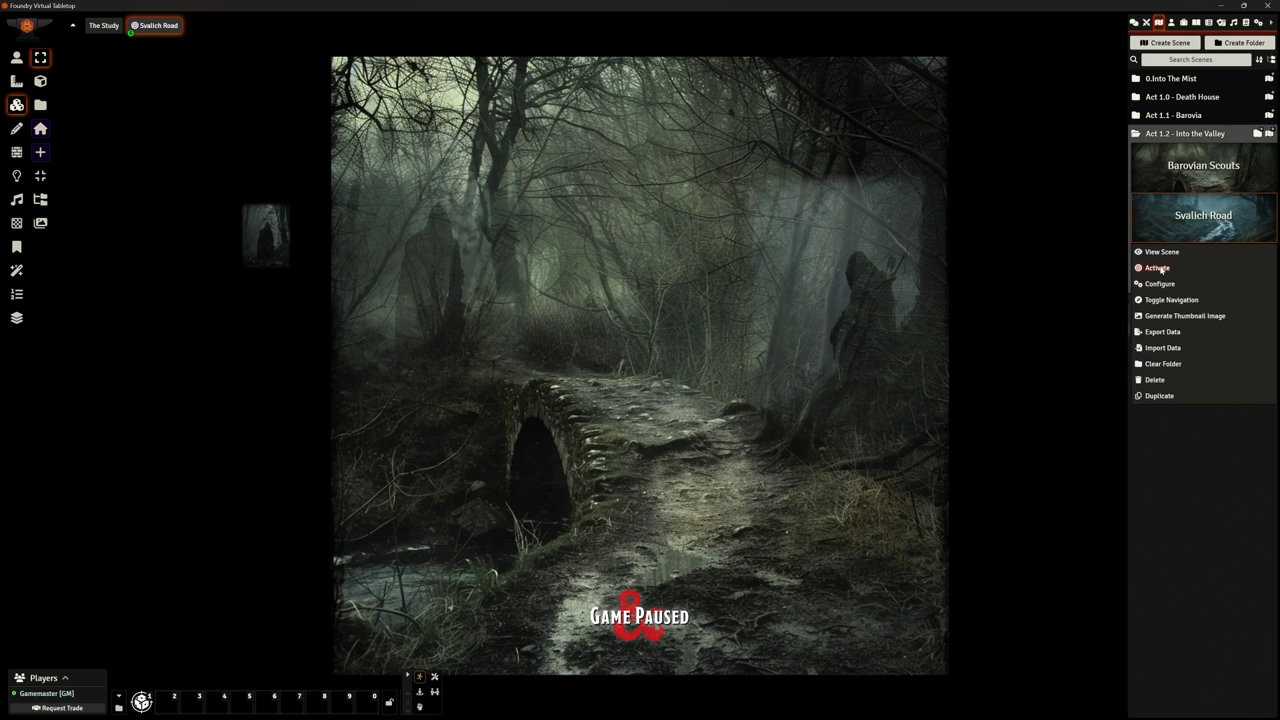 Foundry Virtual Tabletop
The Study
Svalich Road
G
Create Scene
Create Folder
Search Scenes
0.Into The Mist
Act 1.0 - Death House
Act 1.1 - Barovia
Act 1.2 - Into the Valley
Barovian Scouts
Svalich Road
View Scene
Activate
Configure
Toggle Navigation
Generate Thumbnail Image
Export Data
Import Data
Clear Folder
Delete
Duplicate
Game Paused
Players
Gamemaster [GM]
Request Trade
1 2 3 4 5 6 7 8 9 0